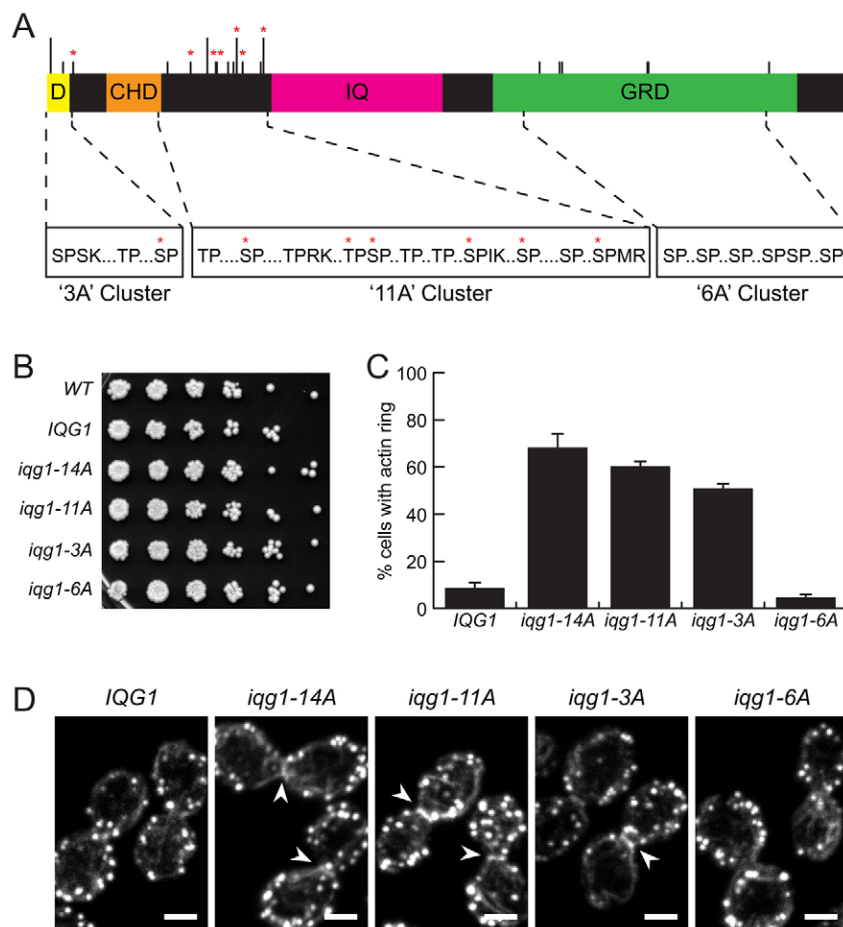 A
* * ** * * *
D CHD IQ GRD
* * * * * *  *
SPSK...TP...SP
TP....SP....TPRK..TPSP..TP..TP..SPIK..SP....SP..SPMR
SP..SP..SP..SPSP..SP
'3A' Cluster
'11A' Cluster
'6A' Cluster
B
WT
IQG1
iqg1-14A
iqg1-11A
iqg1-3A
iqg1-6A
C
% cells with actin ring
100
80
60
40
20
0
IQG1 iqg1-14A iqg1-11A iqg1-3A iqg1-6A
D
IQG1 iqg1-14A iqg1-11A iqg1-3A iqg1-6A